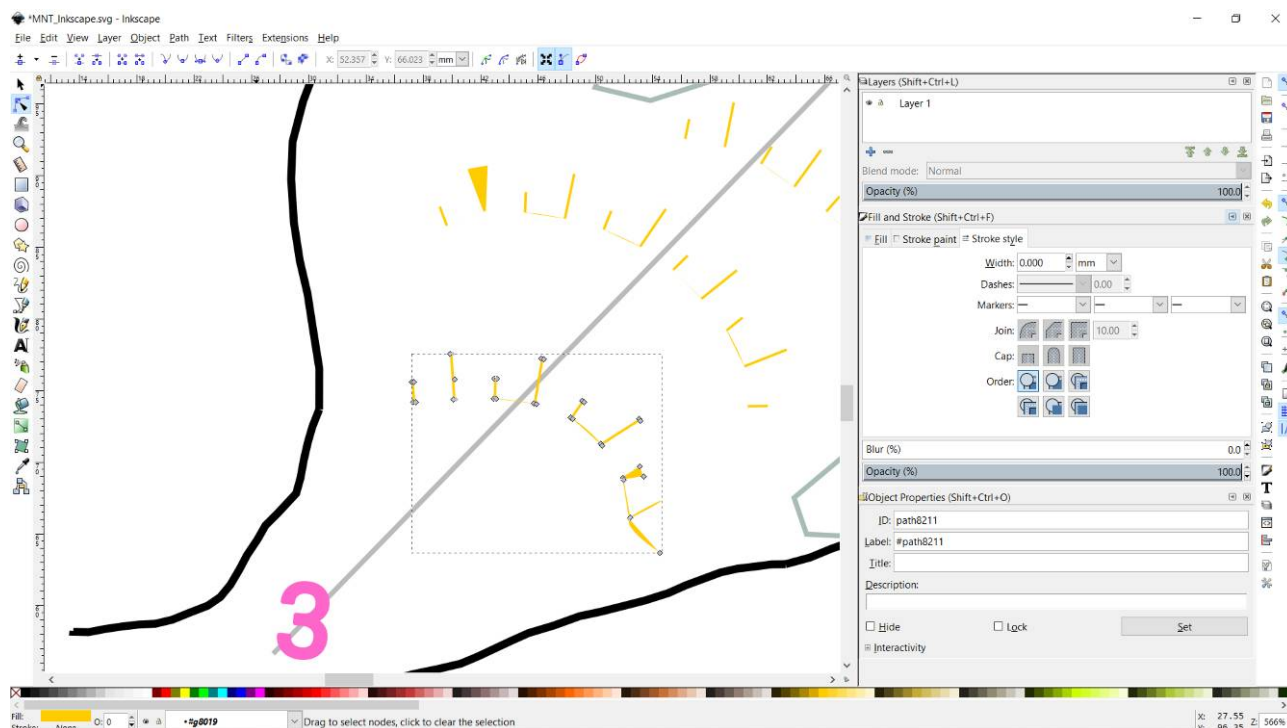 *MNT_Inkscape.svg - Inkscape
File Edit View Layer Object Path Text Filters Extensions Help
X: 52.357 Y: 66.023 mm
Layers (Shift+Ctrl+L)
Layer 1
Blend mode: Normal
Opacity (%) 100.0
Fill and Stroke (Shift+Ctrl+F)
Fill Stroke paint Stroke style
Width: 0.000 mm
Dashes: 0.00
Markers:
Join: 10.00
Cap:
Order:
Blur (%) 0.0
Opacity (%) 100.0
Object Properties (Shift+Ctrl+O)
ID: path8211
Label: #path8211
Title:
Description:
Hide Lock Set
Interactivity
3
Fill: O: 0 #g8019 Drag to select nodes, click to clear the selection X: 27.55 Z: 566%
Stroke: None Y: 96.35